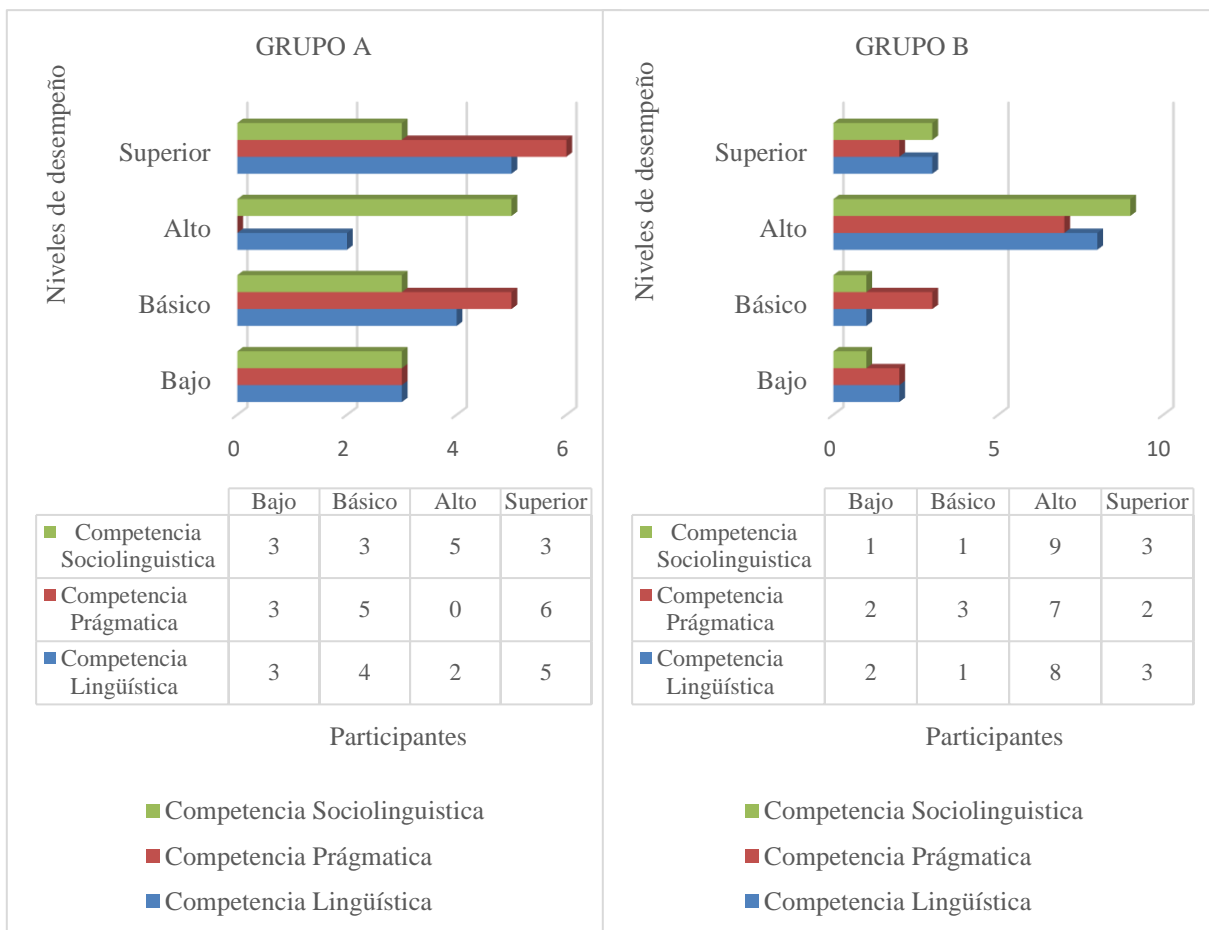 GRUPO A
Niveles de desempeño
Superior
Alto
Básico
Bajo
0 2 4 6
Bajo Básico Alto Superior
Competencia
Sociolinguistica 3 3 5 3
Competencia
Prágmatica 3 5 0 6
Competencia
Lingüística 3 4 2 5
Participantes
Competencia Sociolinguistica
Competencia Prágmatica
Competencia Lingüística
GRUPO B
Niveles de desempeño
Superior
Alto
Básico
Bajo
0 5 10
Bajo Básico Alto Superior
Competencia
Sociolinguistica 1 1 9 3
Competencia
Prágmatica 2 3 7 2
Competencia
Lingüística 2 1 8 3
Participantes
Competencia Sociolinguistica
Competencia Prágmatica
Competencia Lingüística